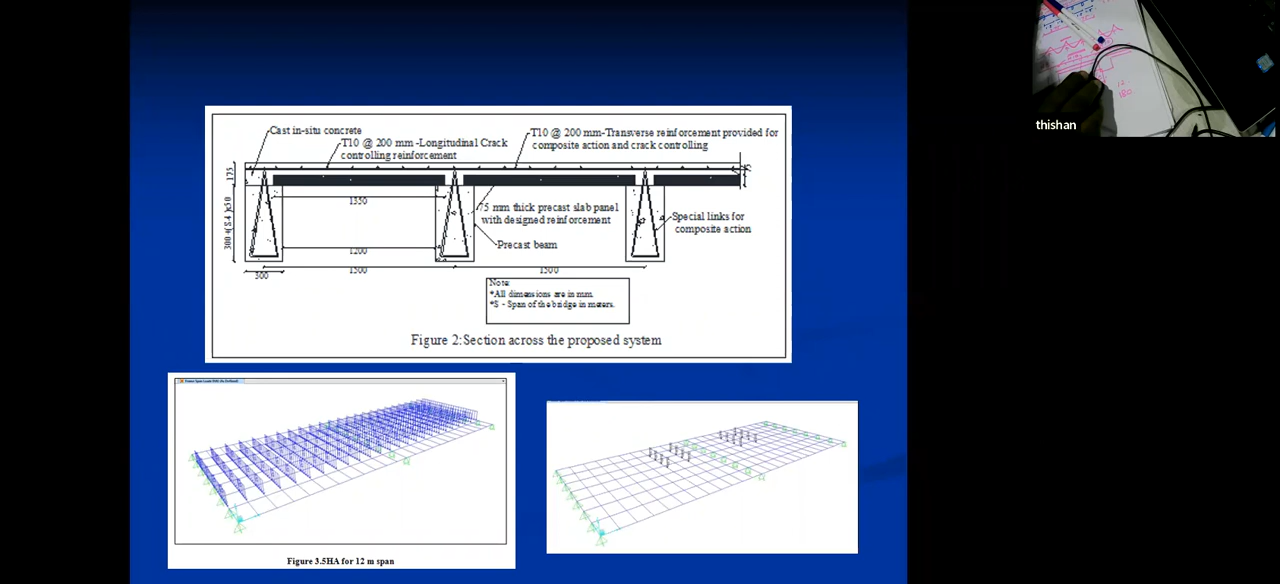 Cast in-situ concrete
T10 @ 200 mm -Longitudinal Crack
controlling reinforcement
T10 @ 200 mm-Transverse reinforcement provided for
composite action and crack controlling
175
75
1350
75 mm thick precast slab panel
with designed reinforcement
Special links for
composite action
Precast beam
1200
1500
1500
300
Note:
*All dimensions are in mm.
*S - Span of the bridge in meters.
Figure 2:Section across the proposed system
Figure 3.5HA for 12 m span
thishan
180